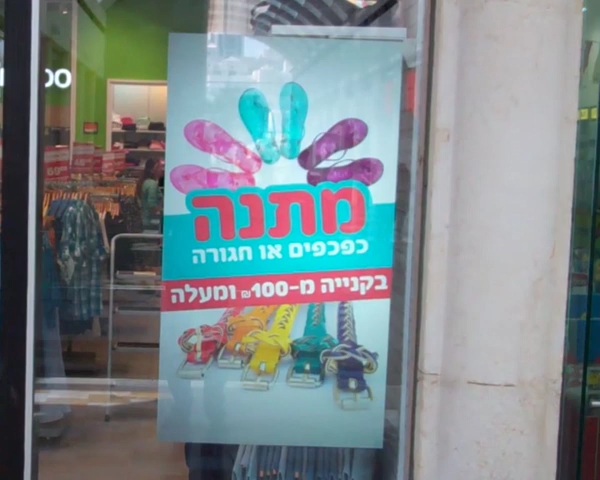 מתנה
כפכפים או חגורה
בקנייה מ-100₪ ומעלה